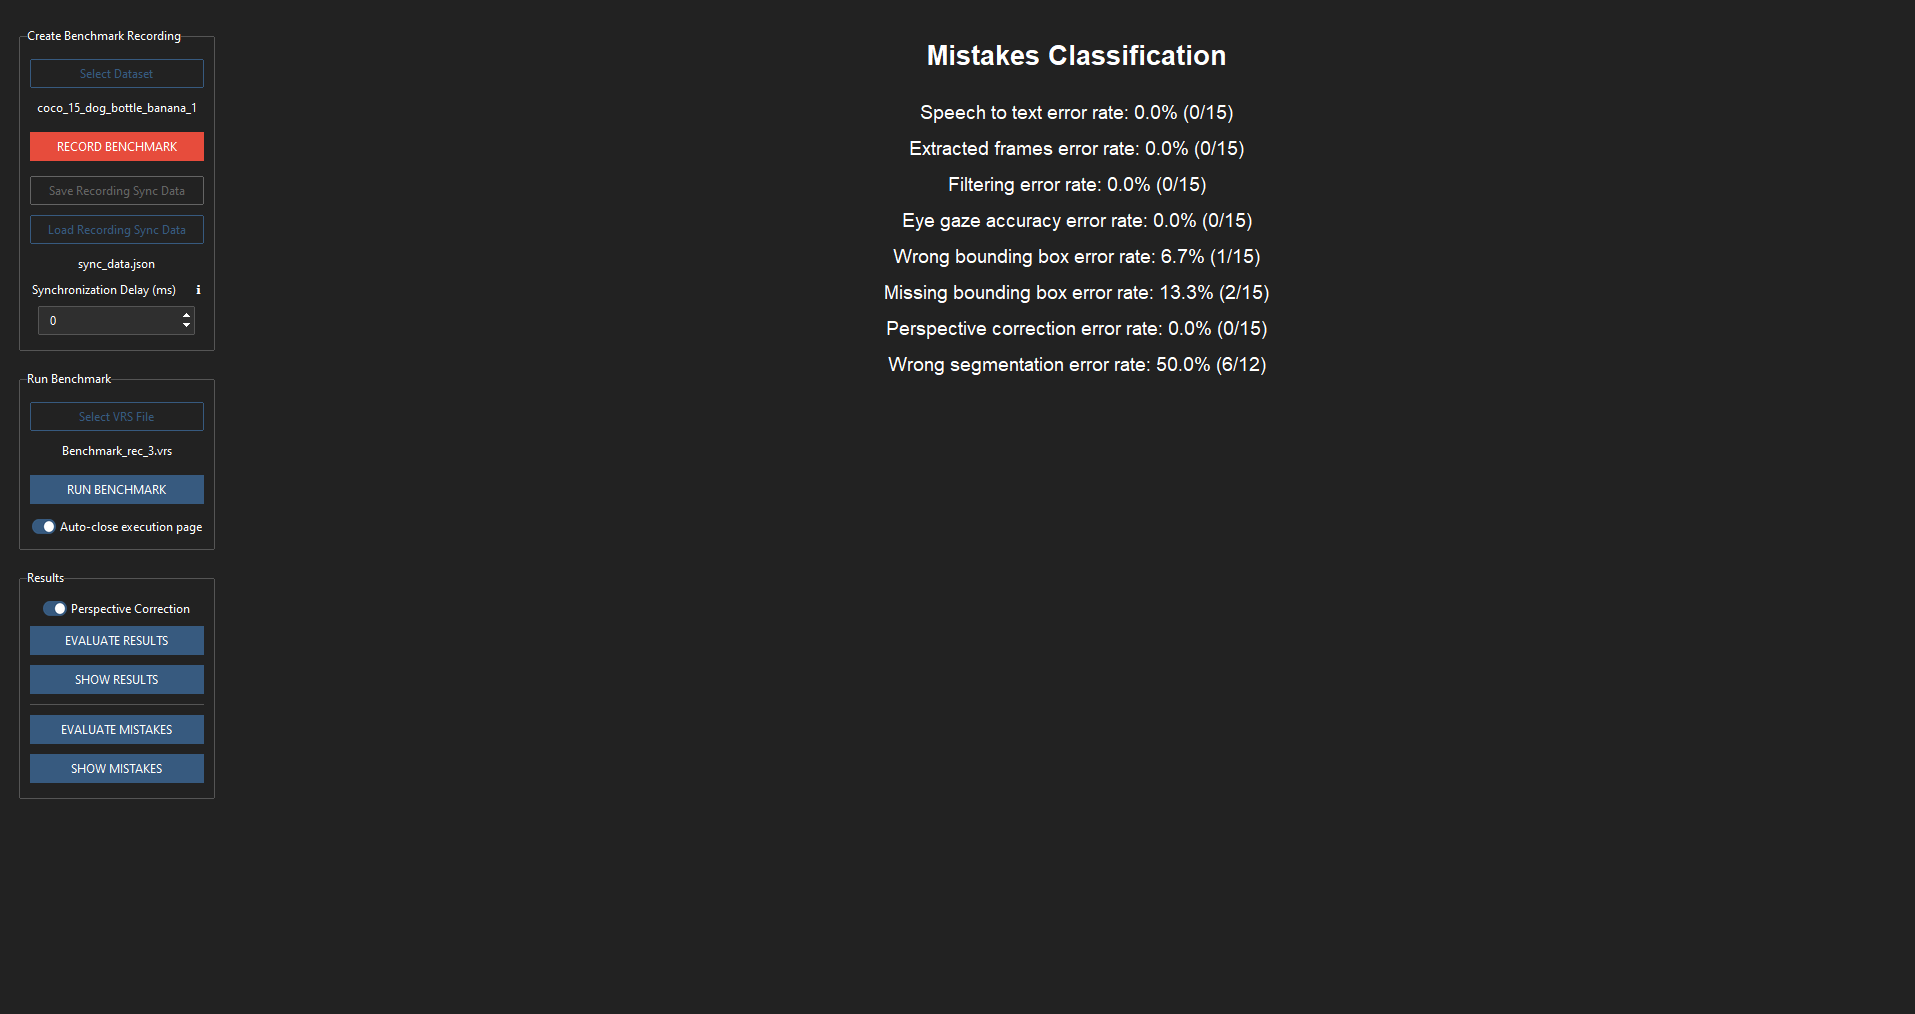 Create Benchmark Recording
Select Dataset
coco_15_dog_bottle_banana_1
RECORD BENCHMARK
Save Recording Sync Data
Load Recording Sync Data
sync_data.json
Synchronization Delay (ms) i
0
Run Benchmark
Select VRS File
Benchmark_rec_3.vrs
RUN BENCHMARK
Auto-close execution page
Results
Perspective Correction
EVALUATE RESULTS
SHOW RESULTS
EVALUATE MISTAKES
SHOW MISTAKES
Mistakes Classification
Speech to text error rate: 0.0% (0/15)
Extracted frames error rate: 0.0% (0/15)
Filtering error rate: 0.0% (0/15)
Eye gaze accuracy error rate: 0.0% (0/15)
Wrong bounding box error rate: 6.7% (1/15)
Missing bounding box error rate: 13.3% (2/15)
Perspective correction error rate: 0.0% (0/15)
Wrong segmentation error rate: 50.0% (6/12)